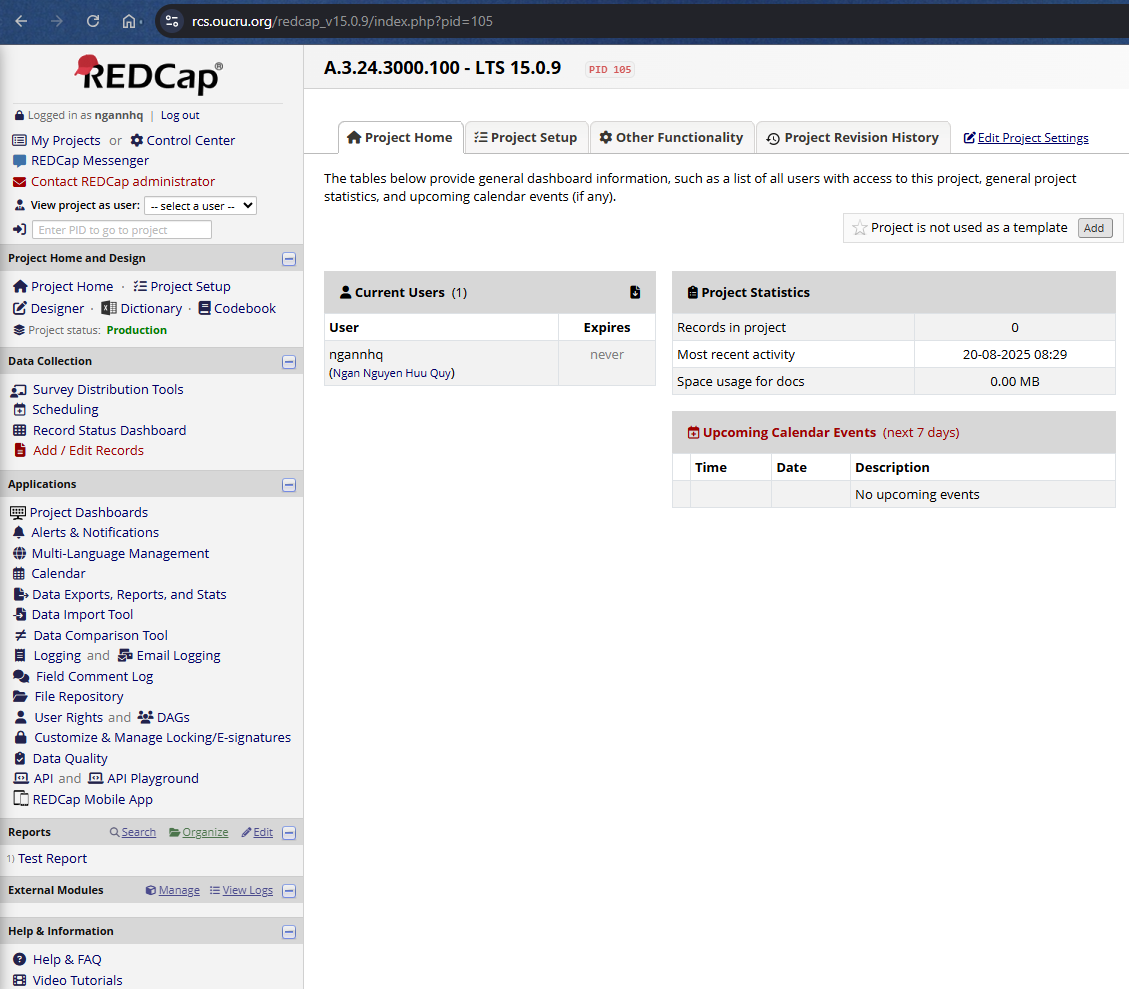 rcs.oucru.org/redcap_v15.0.9/index.php?pid=105
REDCap®
Logged in as ngannhq | Log out
My Projects or Control Center
REDCap Messenger
Contact REDCap administrator
View project as user: -- select a user --
Enter PID to go to project
Project Home and Design
Project Home · Project Setup
Designer · Dictionary · Codebook
Project status: Production
Data Collection
Survey Distribution Tools
Scheduling
Record Status Dashboard
Add / Edit Records
Applications
Project Dashboards
Alerts & Notifications
Multi-Language Management
Calendar
Data Exports, Reports, and Stats
Data Import Tool
Data Comparison Tool
Logging and Email Logging
Field Comment Log
File Repository
User Rights and DAGs
Customize & Manage Locking/E-signatures
Data Quality
API and API Playground
REDCap Mobile App
Reports Search Organize Edit
1) Test Report
External Modules Manage View Logs
Help & Information
Help & FAQ
Video Tutorials
A.3.24.3000.100 - LTS 15.0.9 PID 105
Project Home Project Setup Other Functionality Project Revision History Edit Project Settings
The tables below provide general dashboard information, such as a list of all users with access to this project, general project
statistics, and upcoming calendar events (if any).
Project is not used as a template Add
Current Users (1)
User Expires
ngannhq never
(Ngan Nguyen Huu Quy)
Project Statistics
Records in project 0
Most recent activity 20-08-2025 08:29
Space usage for docs 0.00 MB
Upcoming Calendar Events (next 7 days)
Time Date Description
No upcoming events